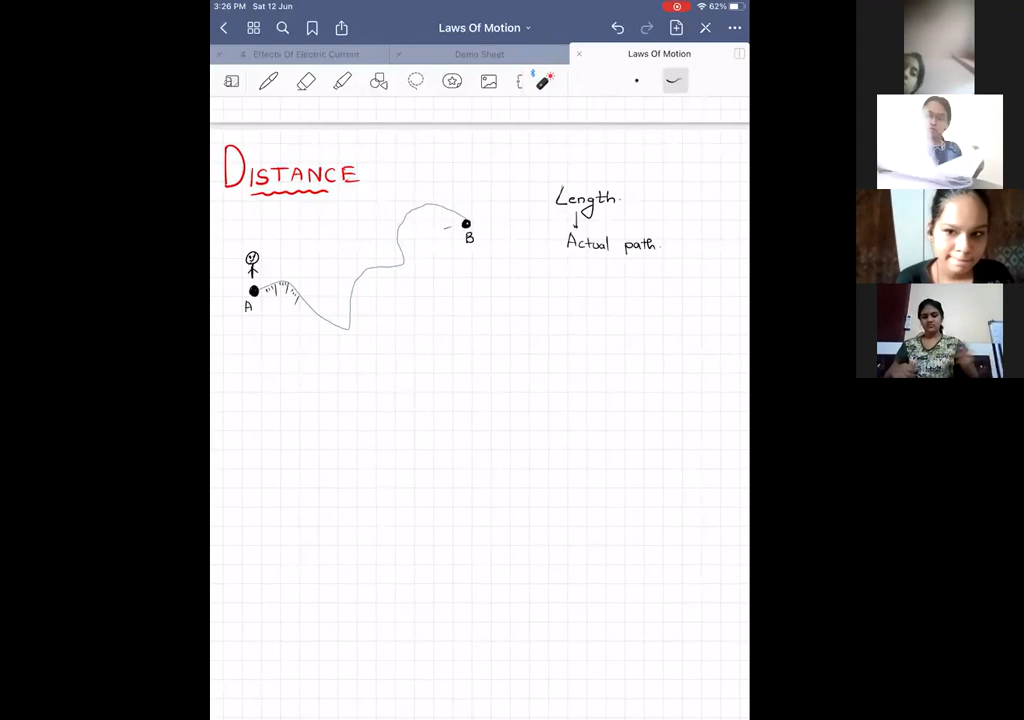 3:26 PM Sat 12 Jun
62%
Laws Of Motion
4. Effects Of Electric Current
Demo Sheet
Laws Of Motion
DISTANCE
Length.
Actual path.
B
A